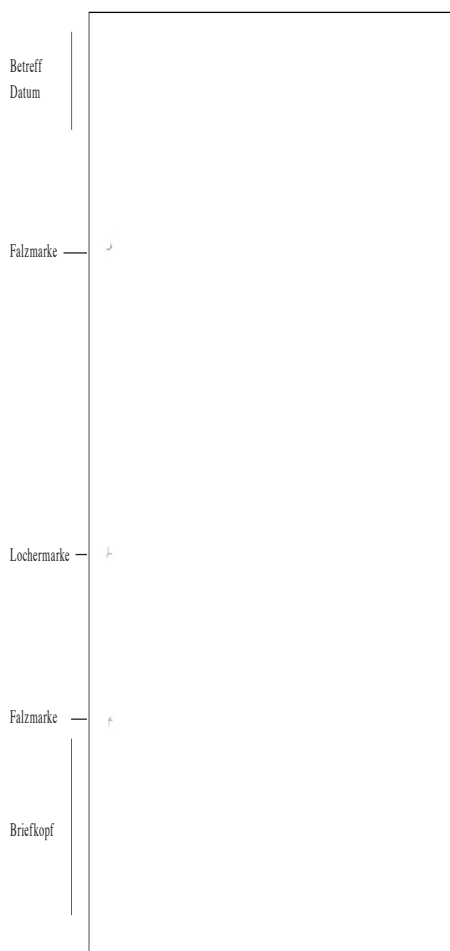 Betreff
Datum
Falzmarke
Lochermarke
Falzmarke
Briefkopf